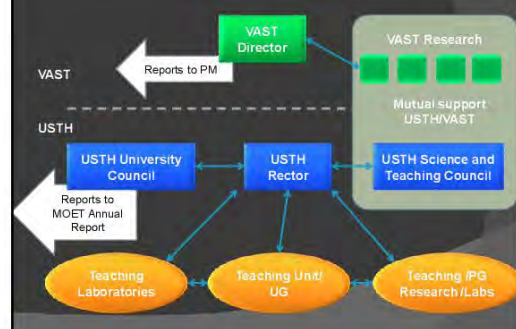 VAST
Director
VAST Research
Reports to PM
VAST
Mutual support
USTH/VAST
USTH
USTH University
Council
USTH
Rector
USTH Science and
Teaching Council
Reports to
MOET Annual
Report
Teaching
Laboratories
Teaching Unit/
UG
Teaching /PG
Research/Labs